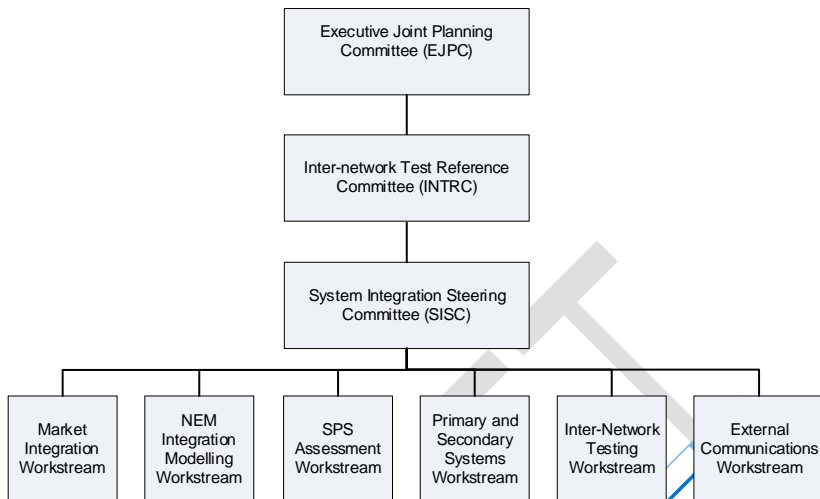 Executive Joint Planning
Committee (EJPC)
Inter-network Test Reference
Committee (INTRC)
System Integration Steering
Committee (SISC)
Market
Integration
Workstream
NEM
Integration
Modelling
Workstream
SPS
Assessment
Workstream
Primary and
Secondary
Systems
Workstream
Inter-Network
Testing
Workstream
External
Communications
Workstream